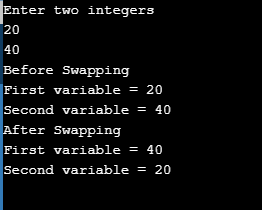 Enter two integers
20
40
Before Swapping
First variable = 20
Second variable = 40
After Swapping
First variable = 40
Second variable = 20